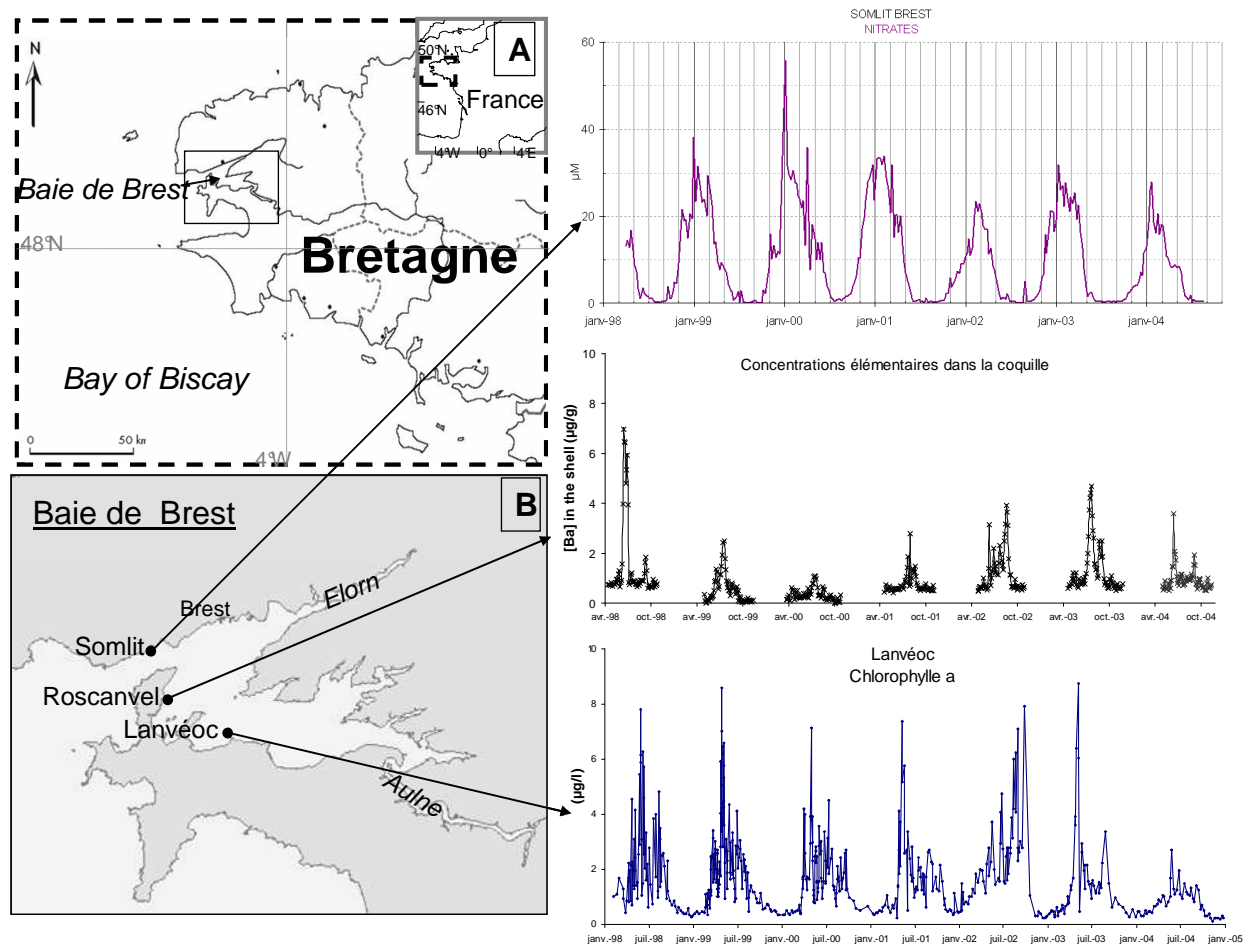 N
A
50°N
46°N
France
4°W 0° 4°E
Baie de Brest
48°N
Bretagne
Bay of Biscay
0 50 km
4°W
B
Baie de Brest
Elorn
Brest
Somlit
Roscanvel
Lanvéoc
Aulne
SOMLIT BREST
NITRATES
60
40
20
0
µM
janv-98 janv-99 janv-00 janv-01 janv-02 janv-03 janv-04
Concentrations élémentaires dans la coquille
[Ba] in the shell (µg/g)
10
8
6
4
2
0
avr.-98 oct.-98 avr.-99 oct.-99 avr.-00 oct.-00 avr.-01 oct.-01 avr.-02 oct.-02 avr.-03 oct.-03 avr.-04 oct.-04
Lanvéoc
Chlorophylle a
(µg/l)
10
8
6
4
2
0
janv.-98 juil.-98 janv.-99 juil.-99 janv.-00 juil.-00 janv.-01 juil.-01 janv.-02 juil.-02 janv.-03 juil.-03 janv.-04 juil.-04 janv.-05